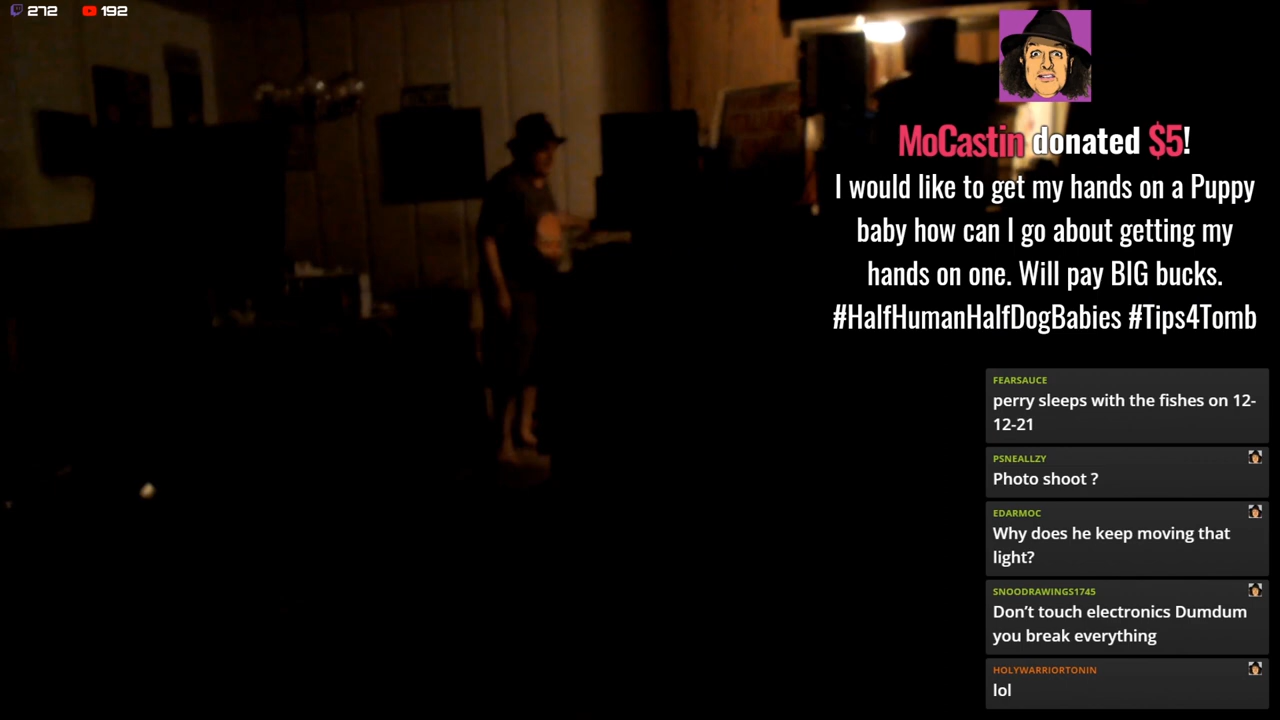 272 192
MoCastin donated $5!
I would like to get my hands on a Puppy
baby how can I go about getting my
hands on one. Will pay BIG bucks.
#HalfHumanHalfDogBabies #Tips4Tomb
FEARSAUCE
perry sleeps with the fishes on 12-
12-21
PSNEALLZY
Photo shoot ?
EDARMOC
Why does he keep moving that
light?
SNOODRAWINGS1745
Don’t touch electronics Dumdum
you break everything
HOLYWARRIORTONIN
lol